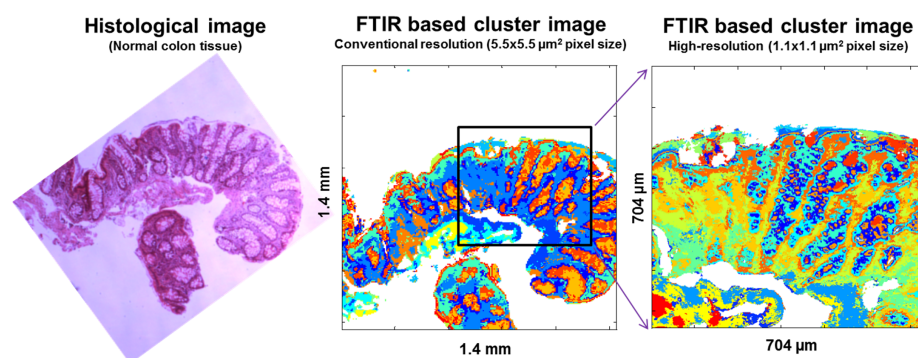 Histological image
(Normal colon tissue)
FTIR based cluster image
Conventional resolution (5.5x5.5 µm² pixel size)
FTIR based cluster image
High-resolution (1.1x1.1 µm² pixel size)
1.4 mm
704 µm
1.4 mm
704 µm